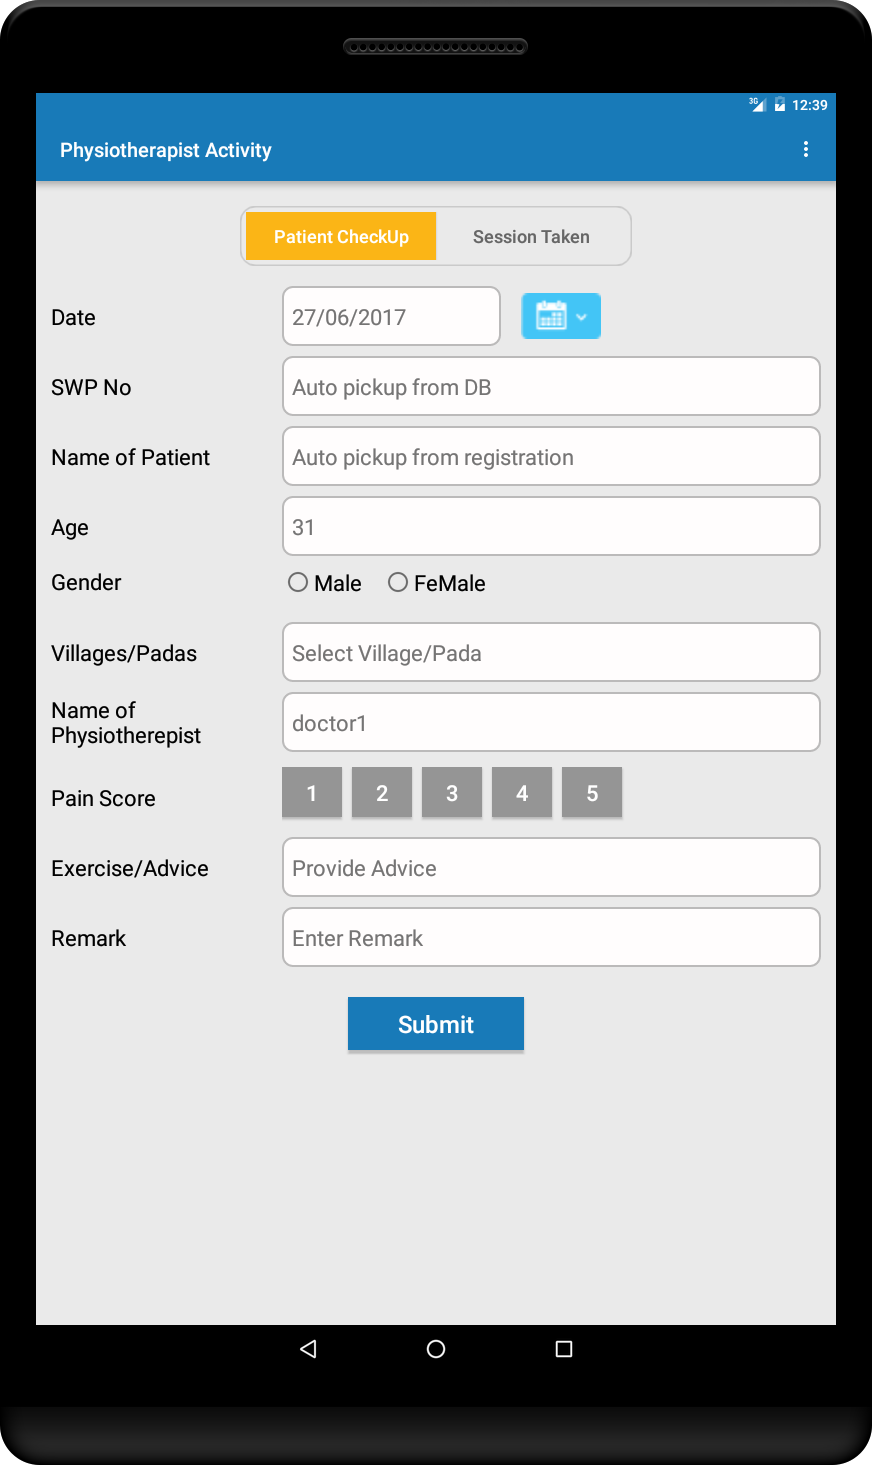 3G 12:39
Physiotherapist Activity
Patient CheckUp Session Taken
Date 27/06/2017
SWP No Auto pickup from DB
Name of Patient Auto pickup from registration
Age 31
Gender Male FeMale
Villages/Padas Select Village/Pada
Name of
Physiotherepist doctor1
Pain Score 1 2 3 4 5
Exercise/Advice Provide Advice
Remark Enter Remark
Submit